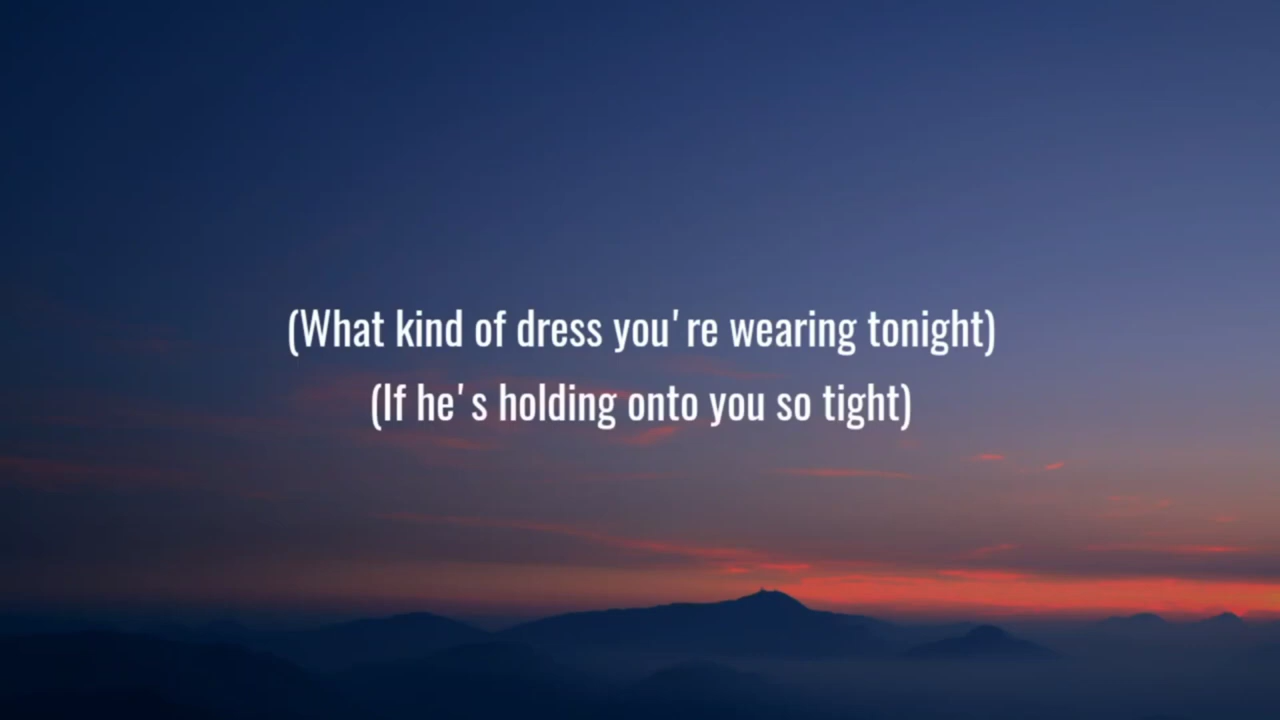 (What kind of dress you're wearing tonight)
(If he's holding onto you so tight)